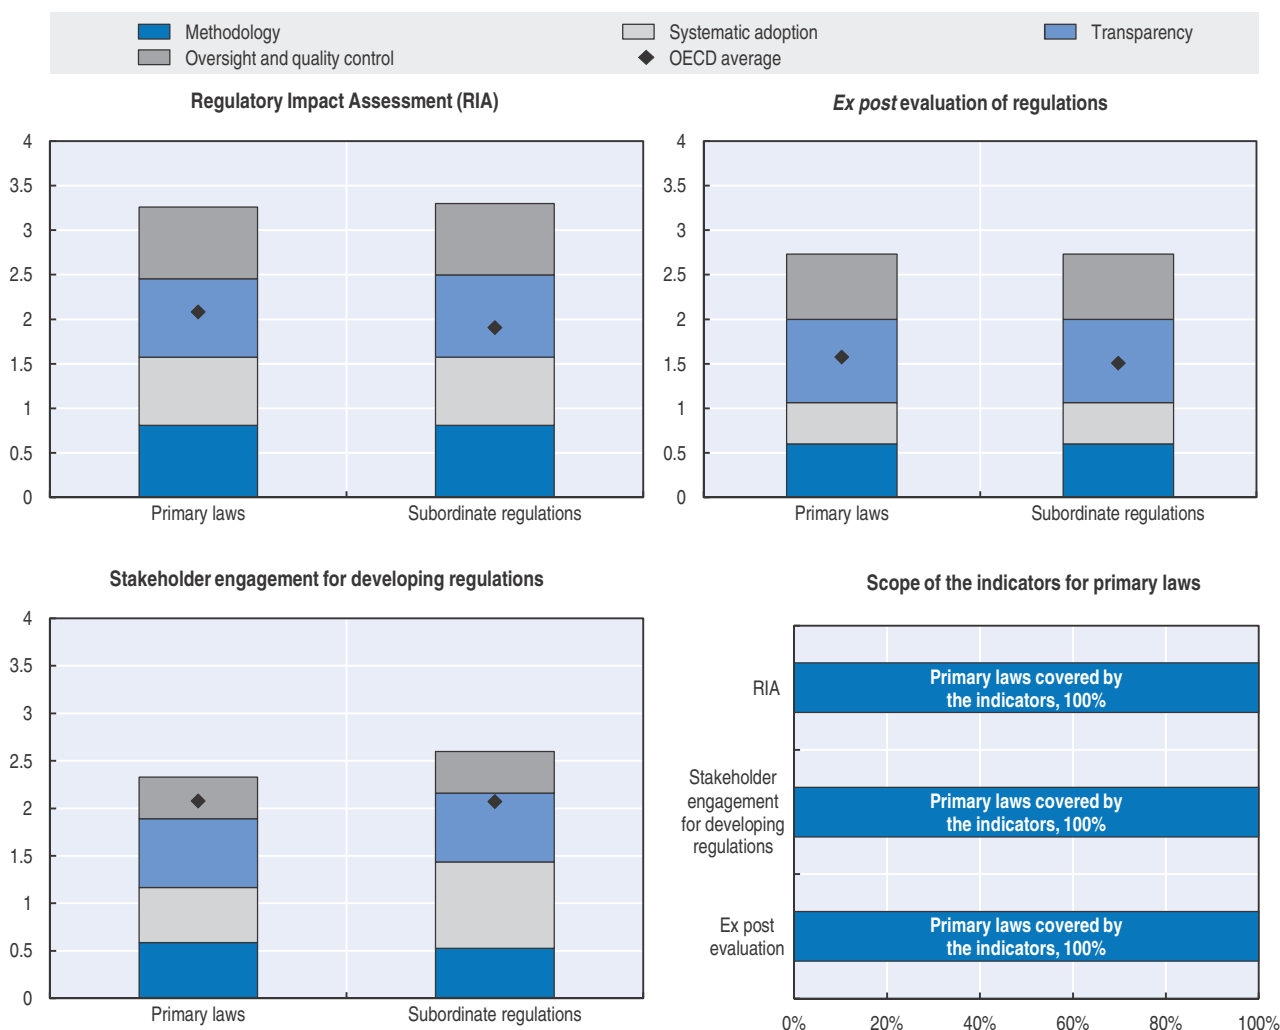 Methodology
Systematic adoption
Transparency
Oversight and quality control
OECD average
Regulatory Impact Assessment (RIA)
4
3.5
3
2.5
2
1.5
1
0.5
0
Primary laws
Subordinate regulations
Ex post evaluation of regulations
4
3.5
3
2.5
2
1.5
1
0.5
0
Primary laws
Subordinate regulations
Stakeholder engagement for developing regulations
4
3.5
3
2.5
2
1.5
1
0.5
0
Primary laws
Subordinate regulations
Scope of the indicators for primary laws
RIA
Primary laws covered by
the indicators, 100%
Stakeholder
engagement
for developing
regulations
Primary laws covered by
the indicators, 100%
Ex post
evaluation
Primary laws covered by
the indicators, 100%
0%
20%
40%
60%
80%
100%